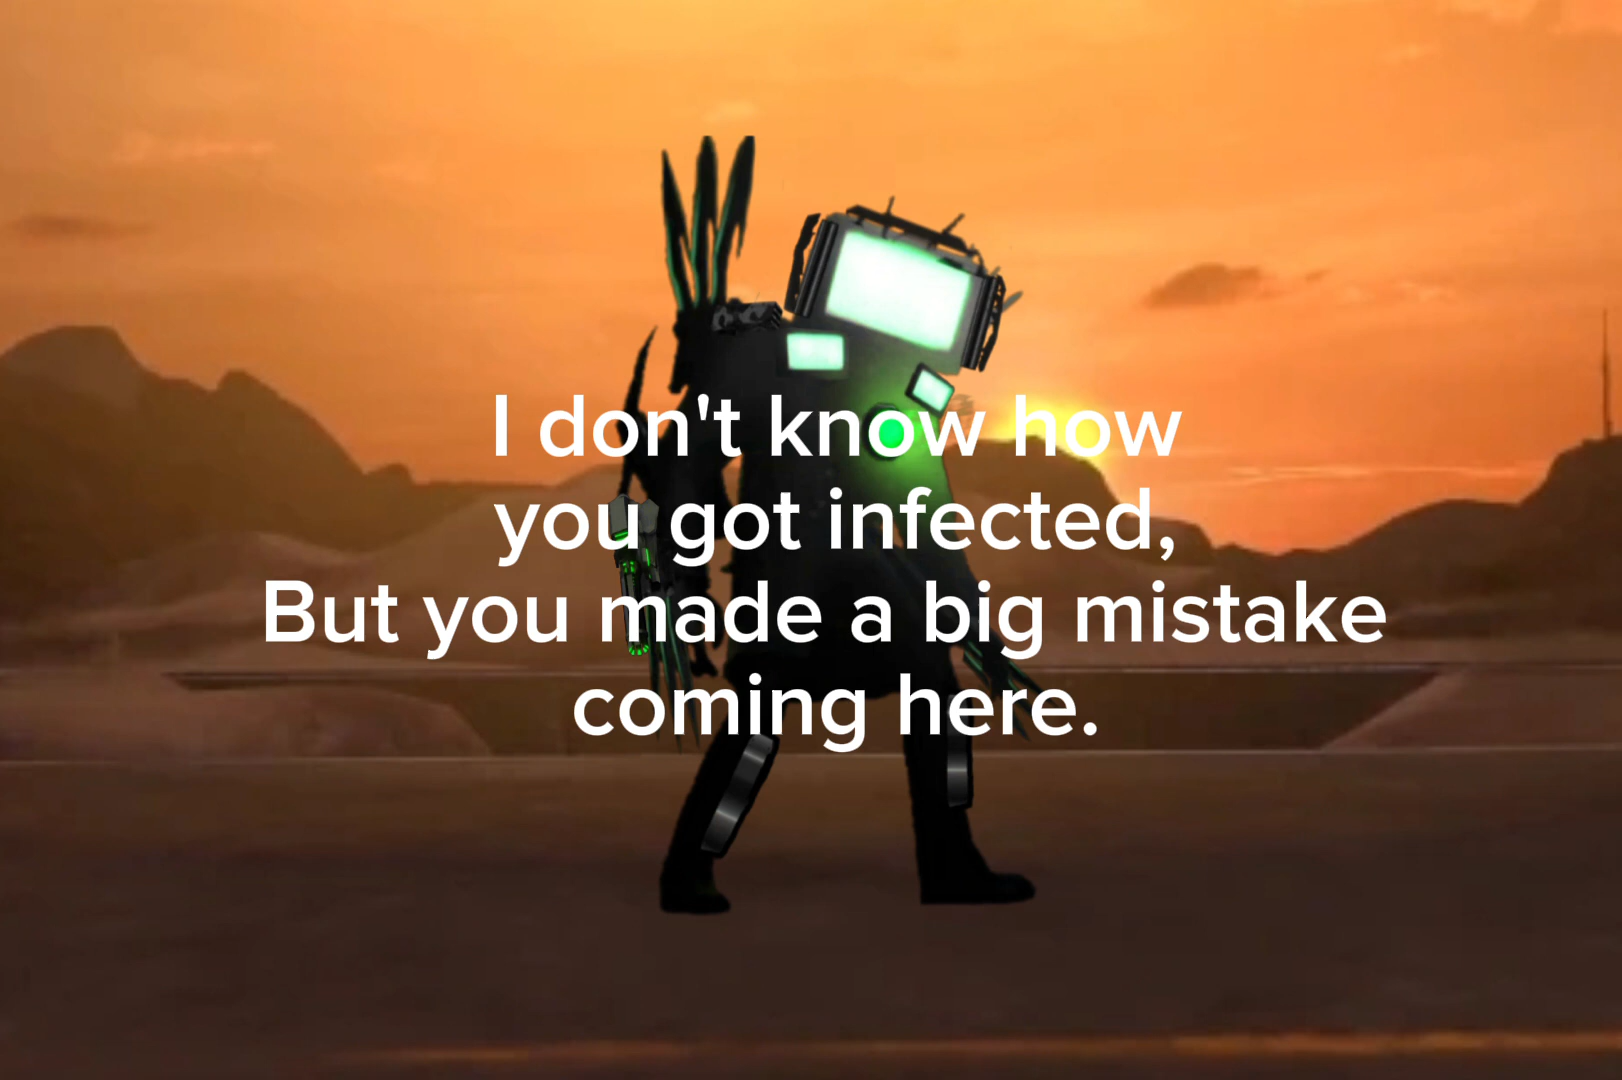 I don't know how
you got infected,
But you made a big mistake
coming here.